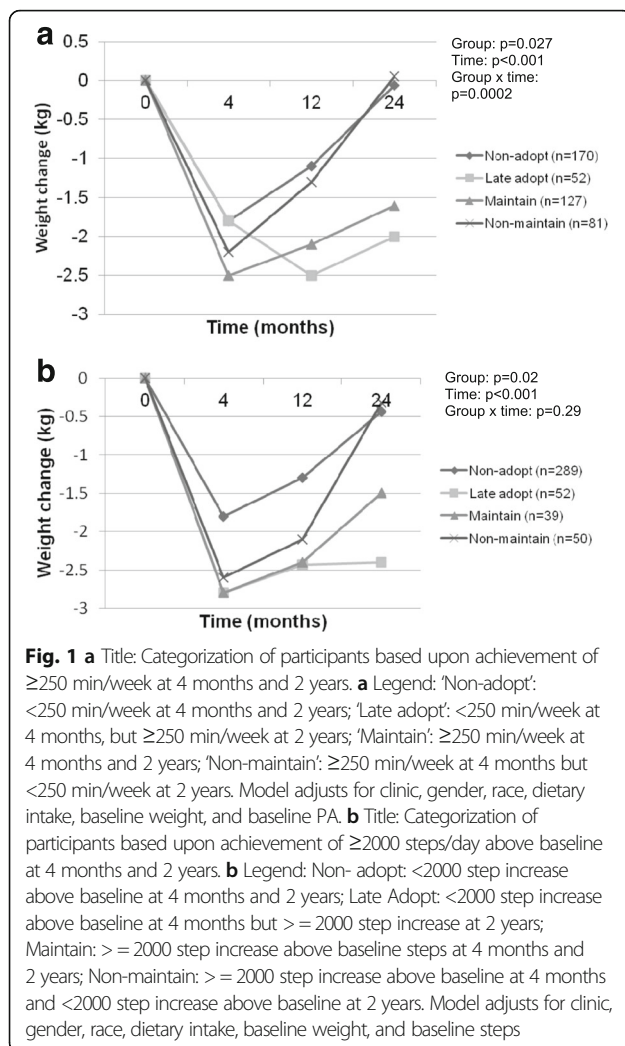 a
0.5
0
-0.5
-1
-1.5
-2
-2.5
-3
Weight change (kg)
0 4 12 24
Time (months)
Group: p=0.027
Time: p<0.001
Group x time:
p=0.0002
Non-adopt (n=170)
Late adopt (n=52)
Maintain (n=127)
Non-maintain (n=81)
b
0
-0.5
-1
-1.5
-2
-2.5
-3
Weight change (kg)
0 4 12 24
Time (months)
Group: p=0.02
Time: p<0.001
Group x time: p=0.29
Non-adopt (n=289)
Late adopt (n=52)
Maintain (n=39)
Non-maintain (n=50)
Fig. 1 a Title: Categorization of participants based upon achievement of
≥250 min/week at 4 months and 2 years. a Legend: ‘Non-adopt’:
<250 min/week at 4 months and 2 years; ‘Late adopt’: <250 min/week at
4 months, but ≥250 min/week at 2 years; ‘Maintain’: ≥250 min/week at
4 months and 2 years; ‘Non-maintain’: ≥250 min/week at 4 months but
<250 min/week at 2 years. Model adjusts for clinic, gender, race, dietary
intake, baseline weight, and baseline PA. b Title: Categorization of
participants based upon achievement of ≥2000 steps/day above baseline
at 4 months and 2 years. b Legend: Non- adopt: <2000 step increase
above baseline at 4 months and 2 years; Late Adopt: <2000 step increase
above baseline at 4 months but > = 2000 step increase at 2 years;
Maintain: > = 2000 step increase above baseline steps at 4 months and
2 years; Non-maintain: > = 2000 step increase above baseline at 4 months
and <2000 step increase above baseline at 2 years. Model adjusts for clinic,
gender, race, dietary intake, baseline weight, and baseline steps